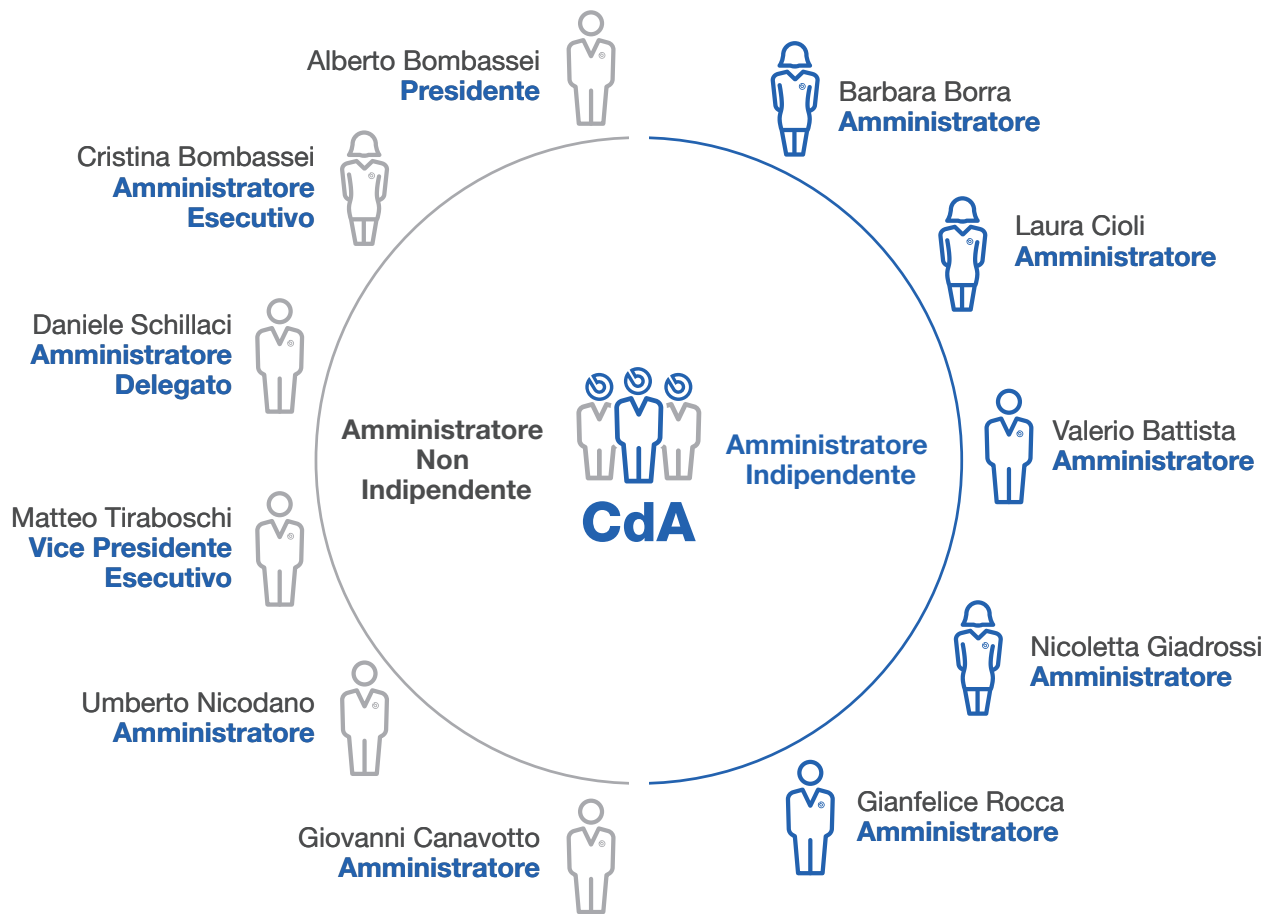 Alberto Bombassei
Presidente
Cristina Bombassei
Amministratore
Esecutivo
Daniele Schillaci
Amministratore
Delegato
Matteo Tiraboschi
Vice Presidente
Esecutivo
Umberto Nicodano
Amministratore
Giovanni Canavotto
Amministratore
Amministratore
Non
Indipendente
CdA
Amministratore
Indipendente
Barbara Borra
Amministratore
Laura Cioli
Amministratore
Valerio Battista
Amministratore
Nicoletta Giadrossi
Amministratore
Gianfelice Rocca
Amministratore